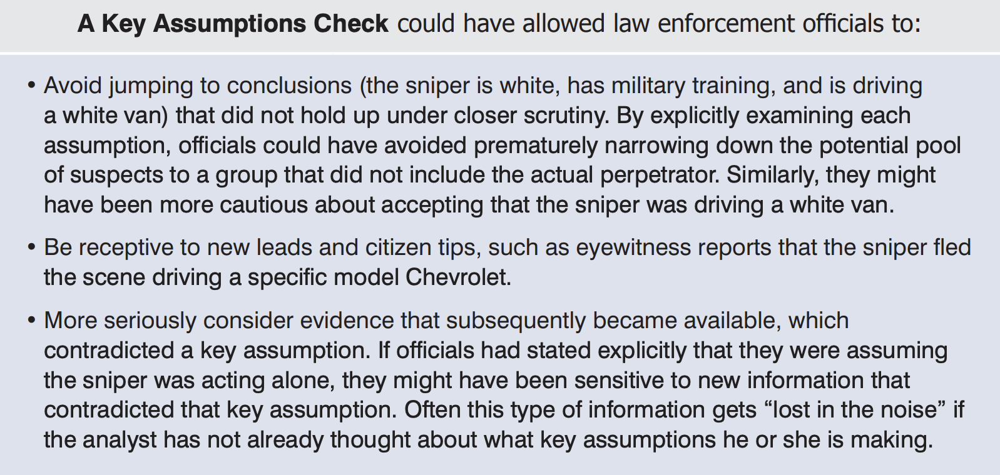 A Key Assumptions Check could have allowed law enforcement officials to:
• Avoid jumping to conclusions (the sniper is white, has military training, and is driving
a white van) that did not hold up under closer scrutiny. By explicitly examining each
assumption, officials could have avoided prematurely narrowing down the potential pool
of suspects to a group that did not include the actual perpetrator. Similarly, they might
have been more cautious about accepting that the sniper was driving a white van.
• Be receptive to new leads and citizen tips, such as eyewitness reports that the sniper fled
the scene driving a specific model Chevrolet.
• More seriously consider evidence that subsequently became available, which
contradicted a key assumption. If officials had stated explicitly that they were assuming
the sniper was acting alone, they might have been sensitive to new information that
contradicted that key assumption. Often this type of information gets “lost in the noise” if
the analyst has not already thought about what key assumptions he or she is making.